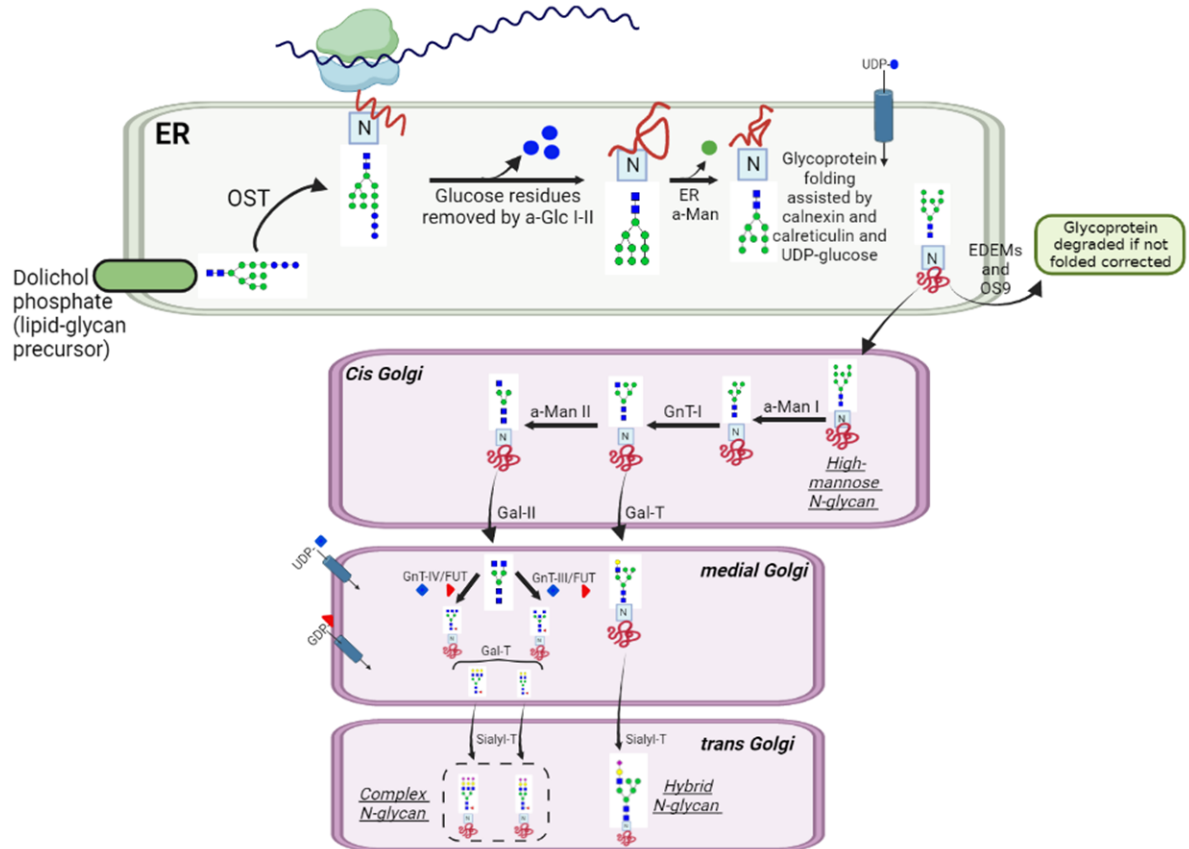 UDP-
ER
N
N
N
OST
Glucose residues
removed by a-Glc I-II
ER
a-Man
Glycoprotein
folding
assisted by
calnexin and
calreticulin and
UDP-glucose
N
EDEMs
and
OS9
Glycoprotein
degraded if not
folded corrected
Dolichol
phosphate
(lipid-glycan
precursor)
Cis Golgi
a-Man II
GnT-I
a-Man I
N
N
N
N
High-
mannose
N-glycan
Gal-II
Gal-T
UDP-
GDP
medial Golgi
GnT-IV/FUT
GnT-III/FUT
N
N
N
Gal-T
trans Golgi
Sialyl-T
Sialyl-T
Complex
N-glycan
Hybrid
N-glycan
N
N
N